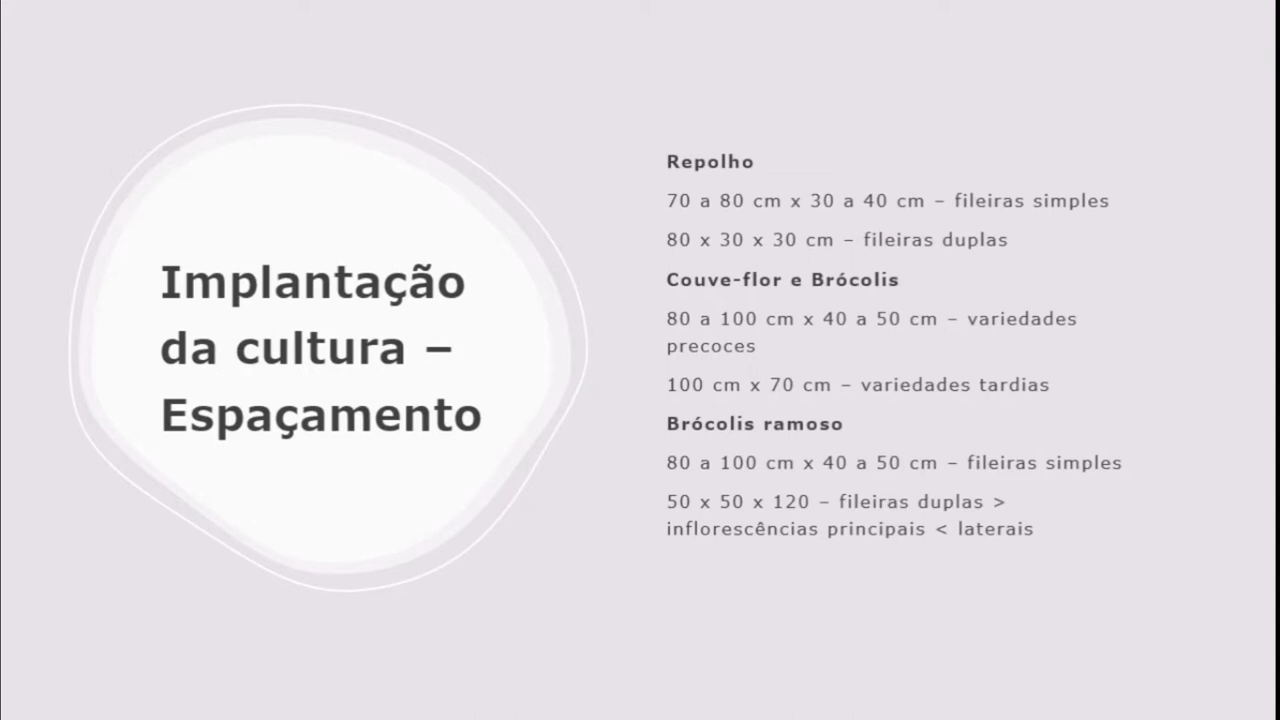 Implantação
da cultura –
Espaçamento
Repolho
70 a 80 cm x 30 a 40 cm – fileiras simples
80 x 30 x 30 cm – fileiras duplas
Couve-flor e Brócolis
80 a 100 cm x 40 a 50 cm – variedades
precoces
100 cm x 70 cm – variedades tardias
Brócolis ramoso
80 a 100 cm x 40 a 50 cm – fileiras simples
50 x 50 x 120 – fileiras duplas >
inflorescências principais < laterais